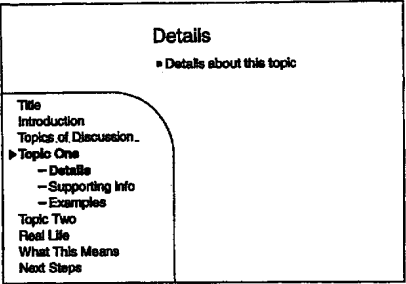 Details
▪ Details about this topic
Title
Introduction
Topics of Discussion
▶Topic One
– Details
– Supporting Info
– Examples
Topic Two
Real Life
What This Means
Next Steps